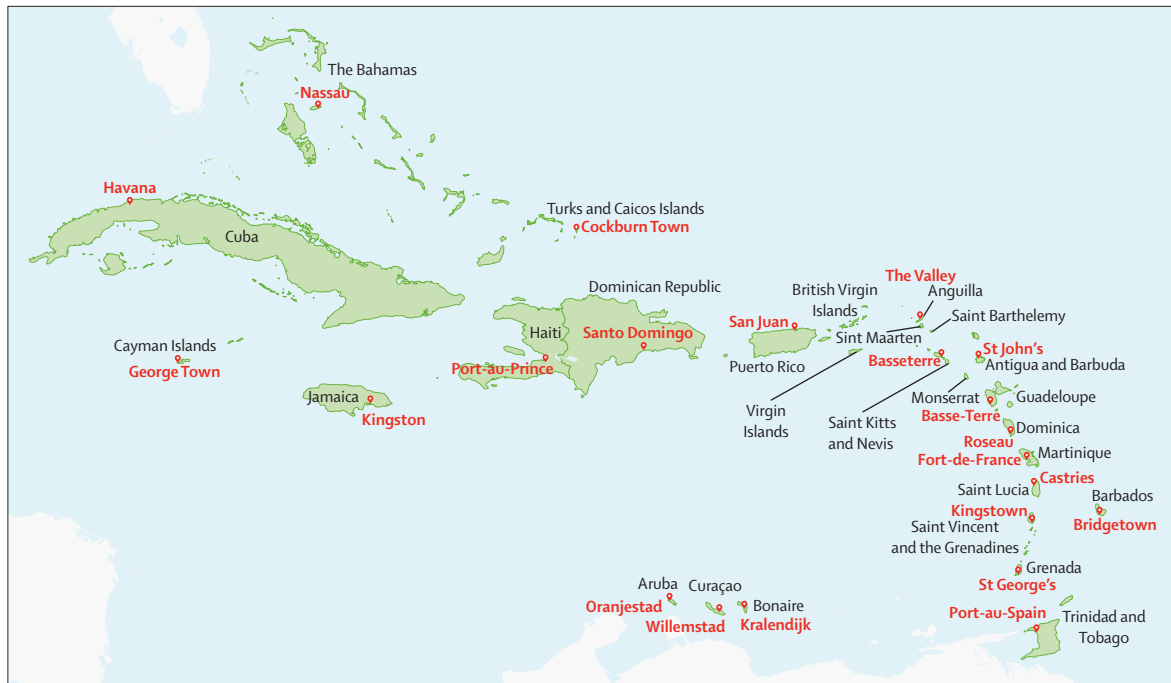 The Bahamas
Nassau
Havana
Cuba
Turks and Caicos Islands
Cockburn Town
Dominican Republic
Haiti
Santo Domingo
Port-au-Prince
Cayman Islands
George Town
Jamaica
Kingston
San Juan
Puerto Rico
British Virgin
Islands
The Valley
Anguilla
Saint Barthelemy
Sint Maarten
Basseterre
St John's
Antigua and Barbuda
Virgin
Islands
Saint Kitts
and Nevis
Monserrat
Guadeloupe
Basse-Terre
Dominica
Roseau
Fort-de-France
Martinique
Castries
Saint Lucia
Barbados
Kingstown
Bridgetown
Saint Vincent
and the Grenadines
Grenada
St George's
Aruba
Curaçao
Oranjestad
Bonaire
Willemstad
Kralendijk
Port-au-Spain
Trinidad and
Tobago